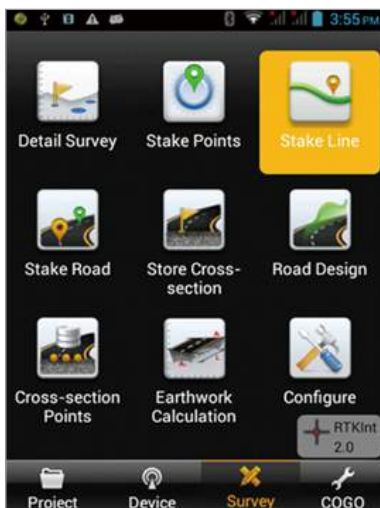 3:55 PM
Detail Survey
Stake Points
Stake Line
Stake Road
Store Cross-
section
Road Design
Cross-section
Points
Earthwork
Calculation
Configure
RTKInt
2.0
Project
Device
Survey
COGO